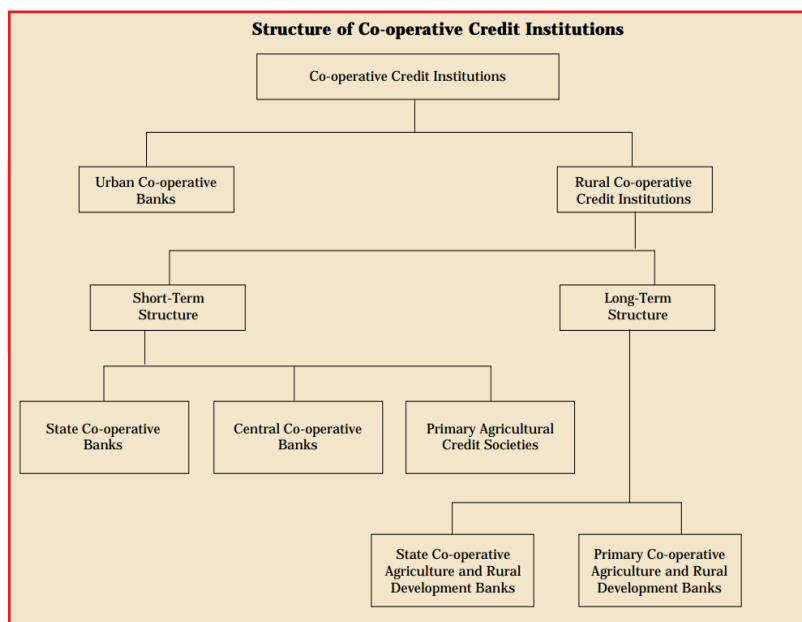 Structure of Co-operative Credit Institutions
Co-operative Credit Institutions
Urban Co-operative
Banks
Rural Co-operative
Credit Institutions
Short-Term
Structure
Long-Term
Structure
State Co-operative
Banks
Central Co-operative
Banks
Primary Agricultural
Credit Societies
State Co-operative
Agriculture and Rural
Development Banks
Primary Co-operative
Agriculture and Rural
Development Banks